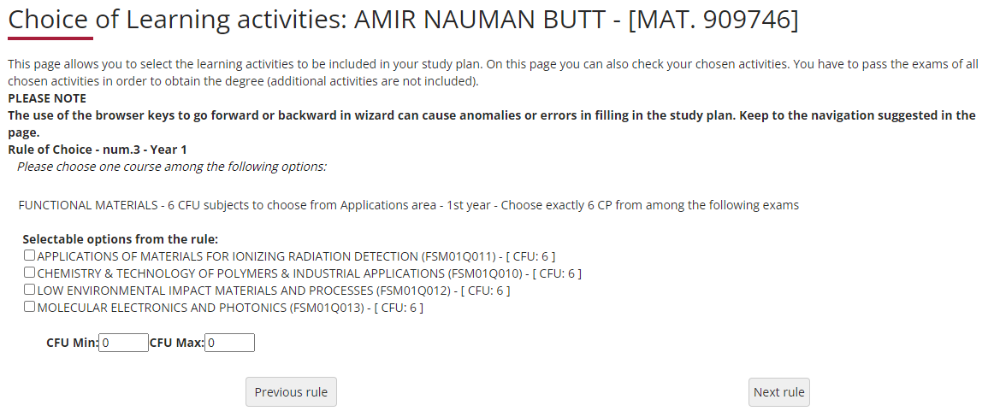 Choice of Learning activities: AMIR NAUMAN BUTT - [MAT. 909746]
This page allows you to select the learning activities to be included in your study plan. On this page you can also check your chosen activities. You have to pass the exams of all
chosen activities in order to obtain the degree (additional activities are not included).
PLEASE NOTE
The use of the browser keys to go forward or backward in wizard can cause anomalies or errors in filling in the study plan. Keep to the navigation suggested in the
page.
Rule of Choice - num.3 - Year 1
Please choose one course among the following options:
FUNCTIONAL MATERIALS - 6 CFU subjects to choose from Applications area - 1st year - Choose exactly 6 CP from among the following exams
Selectable options from the rule:
APPLICATIONS OF MATERIALS FOR IONIZING RADIATION DETECTION (FSM01Q011) - [ CFU: 6 ]
CHEMISTRY & TECHNOLOGY OF POLYMERS & INDUSTRIAL APPLICATIONS (FSM01Q010) - [ CFU: 6 ]
LOW ENVIRONMENTAL IMPACT MATERIALS AND PROCESSES (FSM01Q012) - [ CFU: 6 ]
MOLECULAR ELECTRONICS AND PHOTONICS (FSM01Q013) - [ CFU: 6 ]
CFU Min: 0 CFU Max: 0
Previous rule Next rule